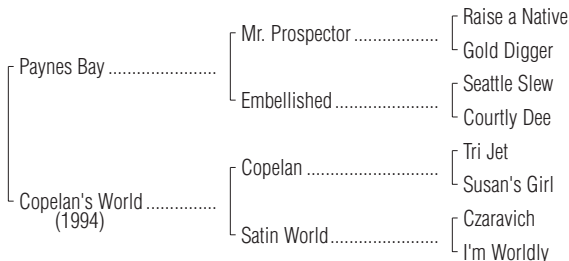 Raise a Native
Mr. Prospector ..................
Gold Digger
Paynes Bay ......................
Seattle Slew
Embellished ......................
Courtly Dee
Tri Jet
Copelan ............................
Susan's Girl
Copelan's World ...............
(1994)
Czaravich
Satin World .......................
I'm Worldly